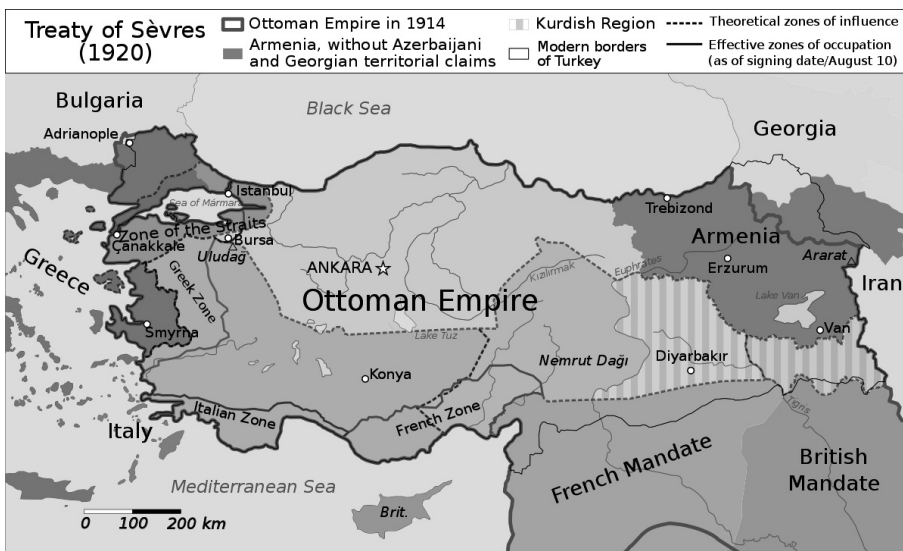 Treaty of Sèvres
(1920)
Ottoman Empire in 1914
Armenia, without Azerbaijani
and Georgian territorial claims
Kurdish Region
Modern borders
of Turkey
Theoretical zones of influence
Effective zones of occupation
(as of signing date/August 10)
Bulgaria
Black Sea
Georgia
Adrianople
Istanbul
Sea of Mármara
Trebizond
Zone of the Straits
Çanakkale
Bursa
Uludağ
Armenia
Ararat
ANKARA
Kızılırmak
Euphrates
Erzurum
Greece
Greek Zone
Iran
Ottoman Empire
Lake Van
Smyrna
Lake Tuz
Van
Nemrut Dağı
Diyarbakır
Konya
Italian Zone
French Zone
Tigris
Italy
French Mandate
British
Mandate
Mediterranean Sea
Brit.
0 100 200 km